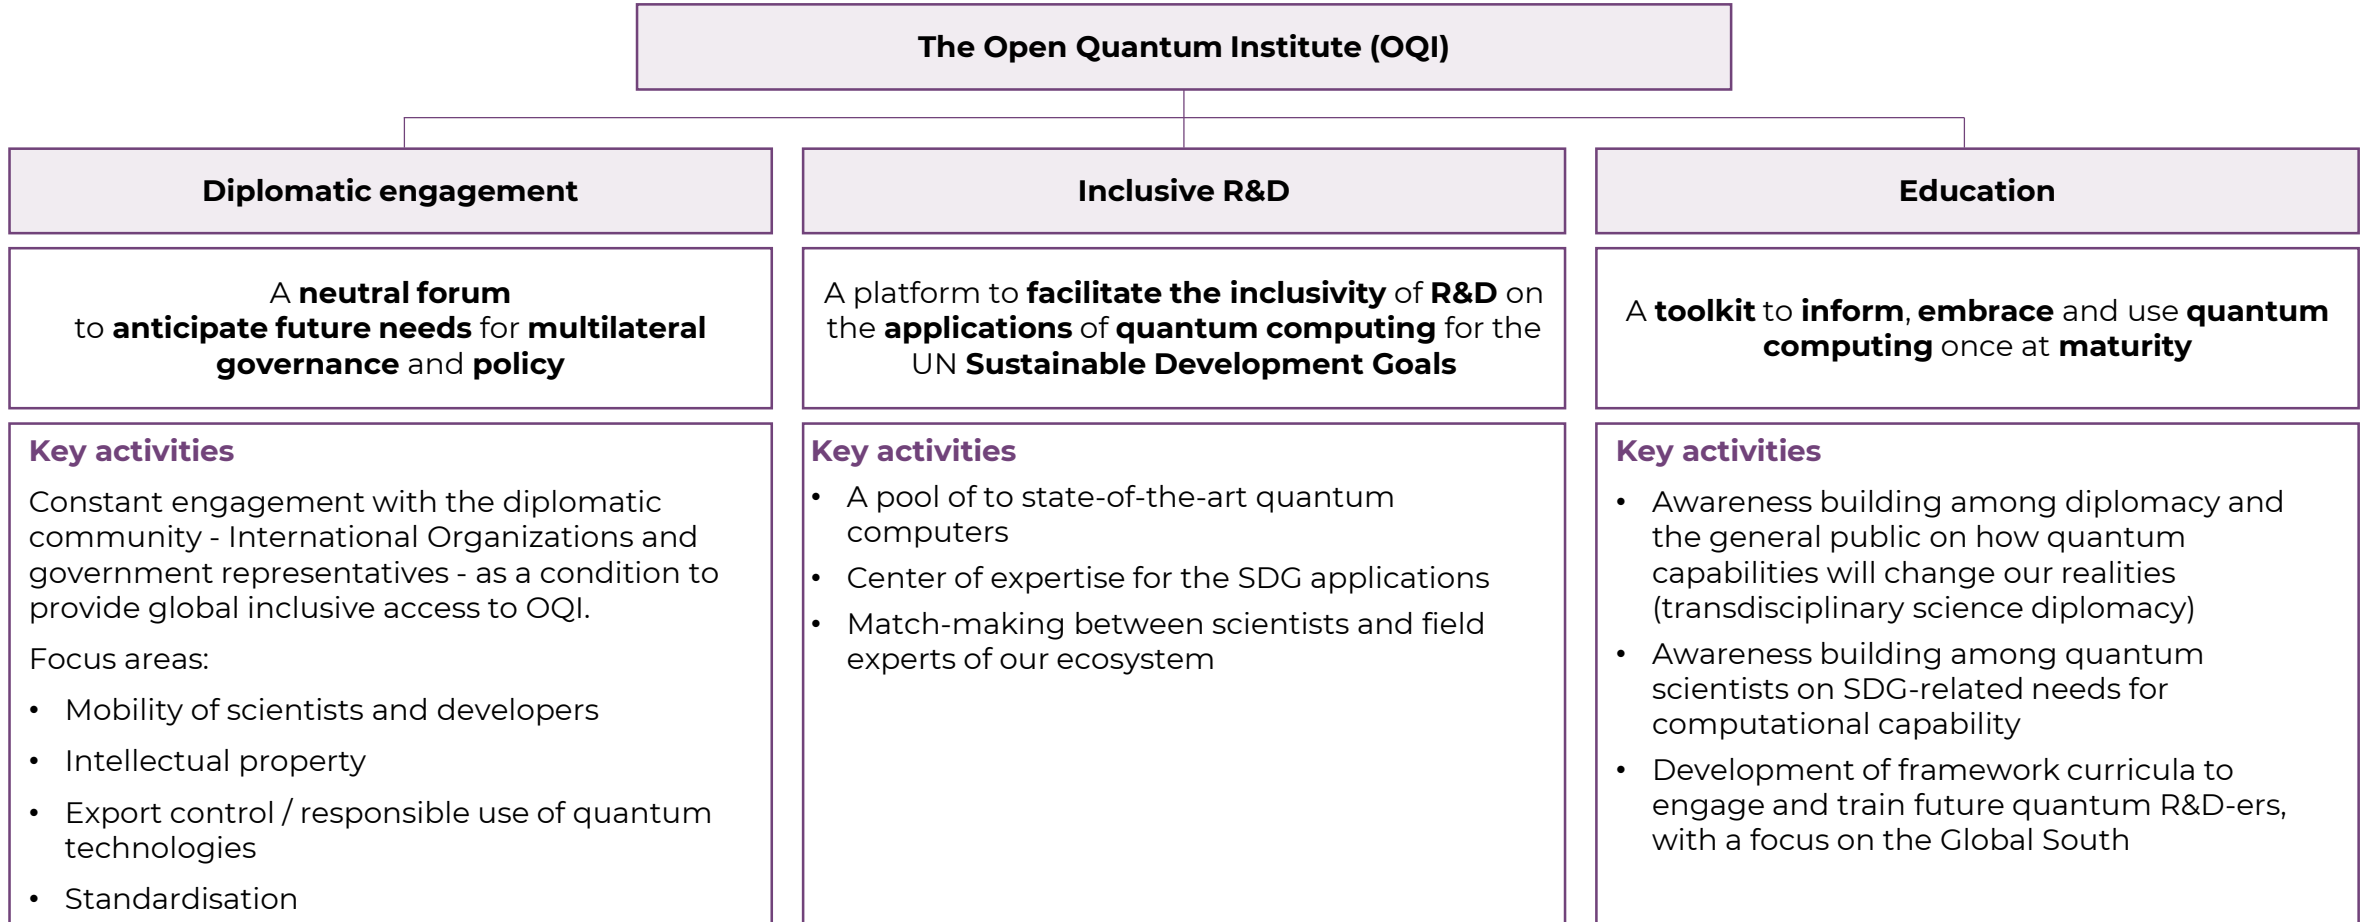 The Open Quantum Institute (OQI)
Diplomatic engagement
A neutral forum
to anticipate future needs for multilateral
governance and policy
Key activities
Constant engagement with the diplomatic
community - International Organizations and
government representatives - as a condition to
provide global inclusive access to OQI.
Focus areas:
• Mobility of scientists and developers
• Intellectual property
• Export control / responsible use of quantum
technologies
• Standardisation
Inclusive R&D
A platform to facilitate the inclusivity of R&D on
the applications of quantum computing for the
UN Sustainable Development Goals
Key activities
• A pool of to state-of-the-art quantum
computers
• Center of expertise for the SDG applications
• Match-making between scientists and field
experts of our ecosystem
Education
A toolkit to inform, embrace and use quantum
computing once at maturity
Key activities
• Awareness building among diplomacy and
the general public on how quantum
capabilities will change our realities
(transdisciplinary science diplomacy)
• Awareness building among quantum
scientists on SDG-related needs for
computational capability
• Development of framework curricula to
engage and train future quantum R&D-ers,
with a focus on the Global South